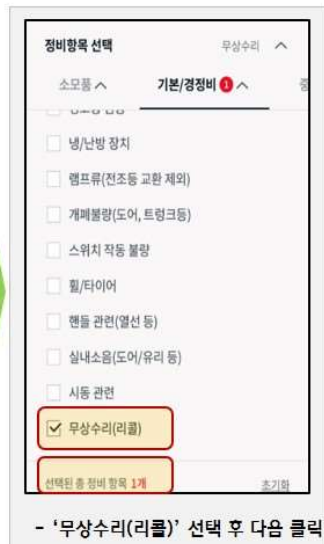 정비항목 선택 무상수리
소모품 기본/경정비 1 중
냉/난방 장치
램프류(전조등 교환 제외)
개폐불량(도어, 트렁크등)
스위치 작동 불량
휠/타이어
핸들 관련(열선 등)
실내소음(도어/유리 등)
시동 관련
무상수리(리콜)
선택된 총 정비 항목 1개 초기화
- ‘무상수리(리콜)’ 선택 후 다음 클릭